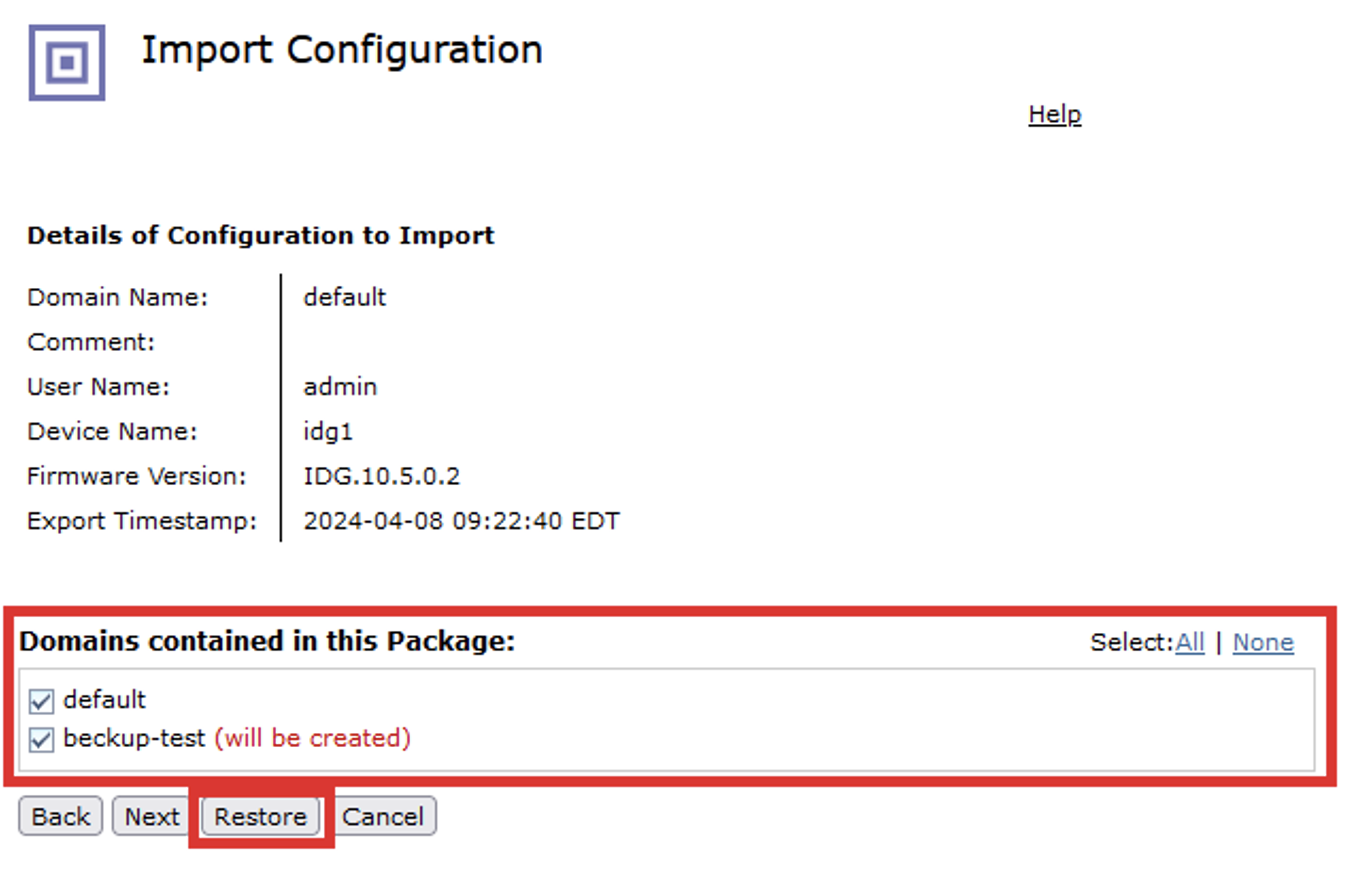 Import Configuration
Help
Details of Configuration to Import
Domain Name: default
Comment:
User Name: admin
Device Name: idg1
Firmware Version: IDG.10.5.0.2
Export Timestamp: 2024-04-08 09:22:40 EDT
Domains contained in this Package: Select:All | None
default
beckup-test (will be created)
Back Next Restore Cancel